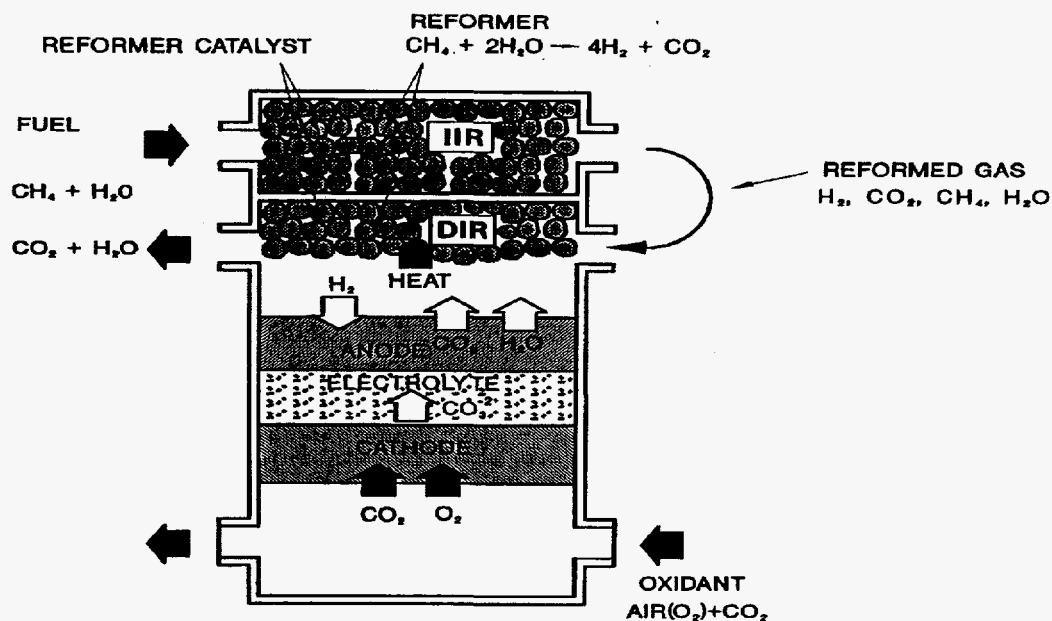 REFORMER
CH₄ + 2H₂O — 4H₂ + CO₂
REFORMER CATALYST
FUEL
IIR
CH₄ + H₂O
REFORMED GAS
H₂, CO₂, CH₄, H₂O
CO₂ + H₂O
DIR
HEAT
H₂
ANODE
CO₂
H₂O
ELECTROLYTE
CO₃⁻²
CATHODE
CO₂ O₂
OXIDANT
AIR(O₂)+CO₂